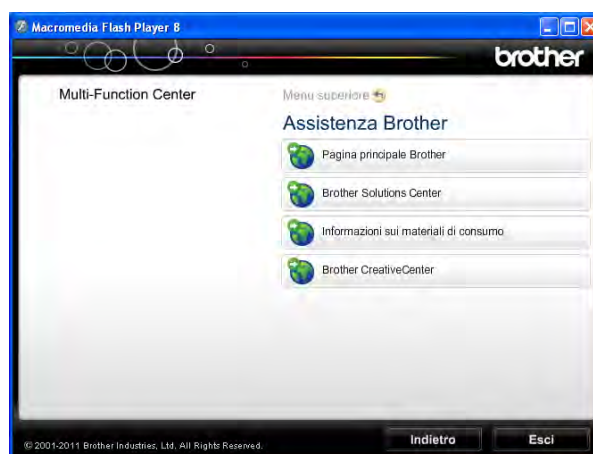 Macromedia Flash Player 8
brother
Multi-Function Center
Menu superiore
Assistenza Brother
Pagina principale Brother
Brother Solutions Center
Informazioni sui materiali di consumo
Brother CreativeCenter
© 2001-2011 Brother Industries, Ltd. All Rights Reserved.
Indietro
Esci